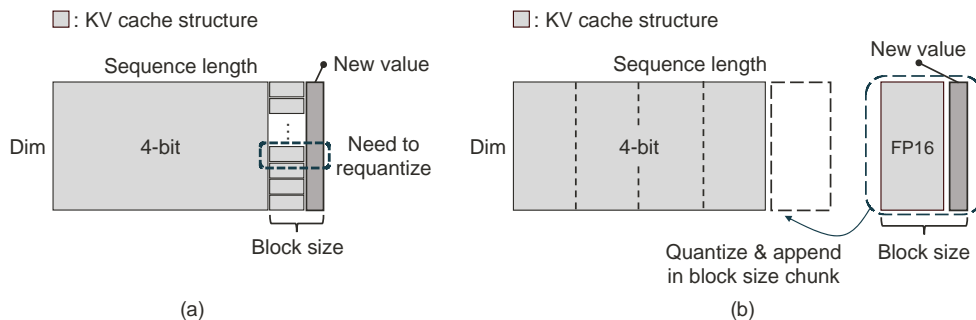 : KV cache structure
Sequence length
New value
Dim
4-bit
Need to
requantize
Block size
(a)
: KV cache structure
New value
Sequence length
Dim
4-bit
FP16
Quantize & append
in block size chunk
Block size
(b)